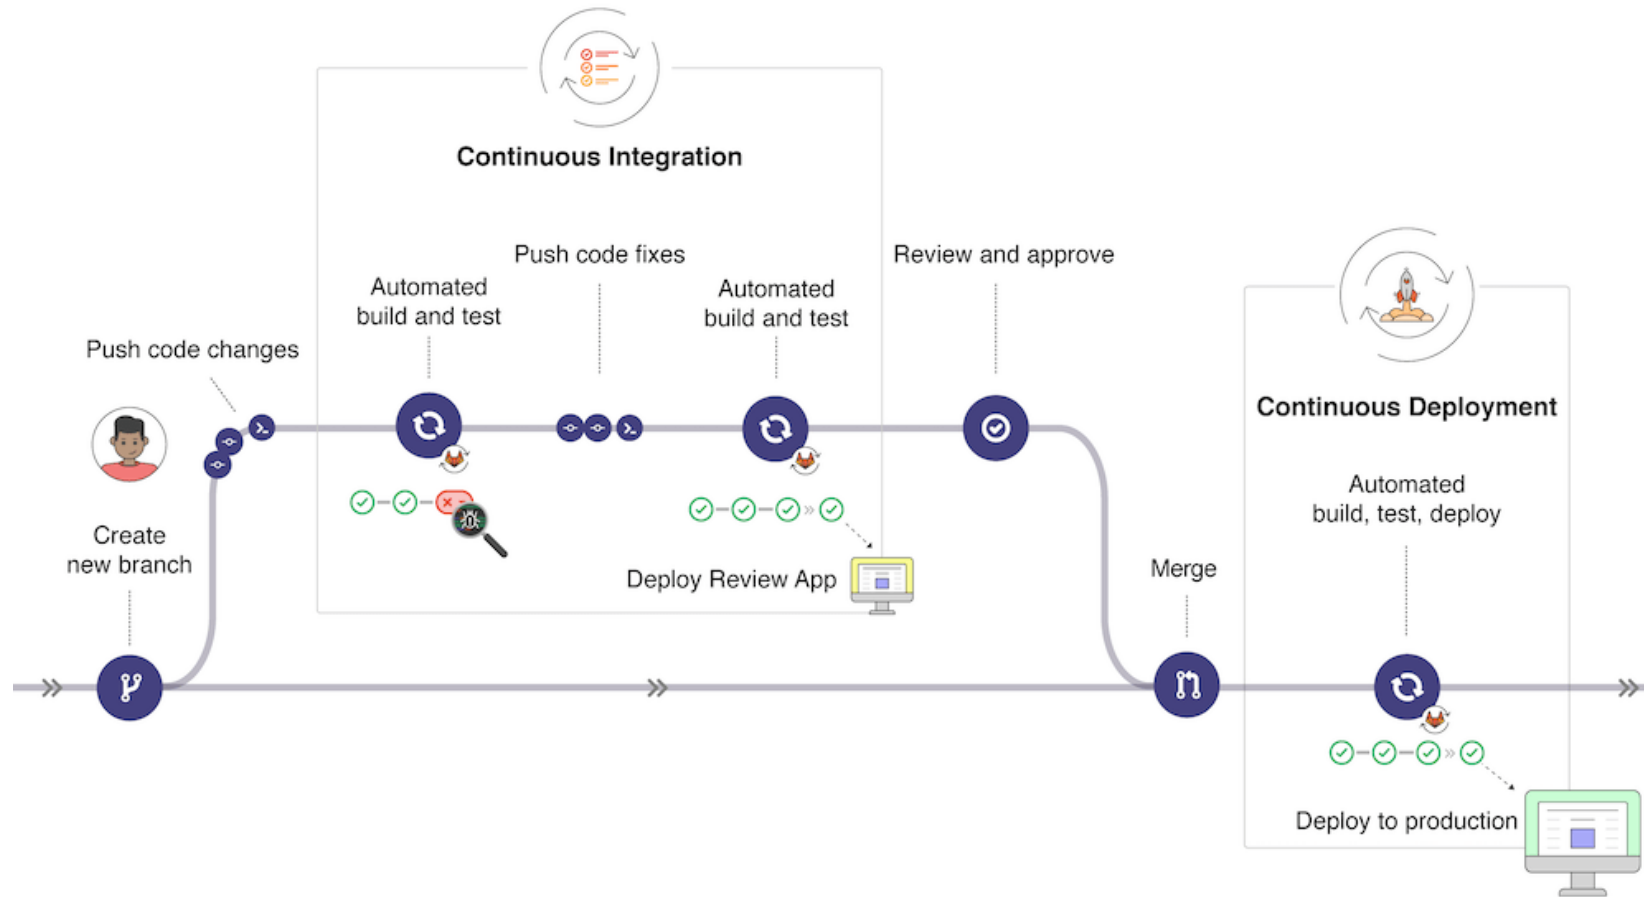 Continuous Integration
Push code fixes
Review and approve
Automated
build and test
Automated
build and test
Push code changes
Continuous Deployment
Automated
build, test, deploy
Create
new branch
Merge
Deploy Review App
Deploy to production